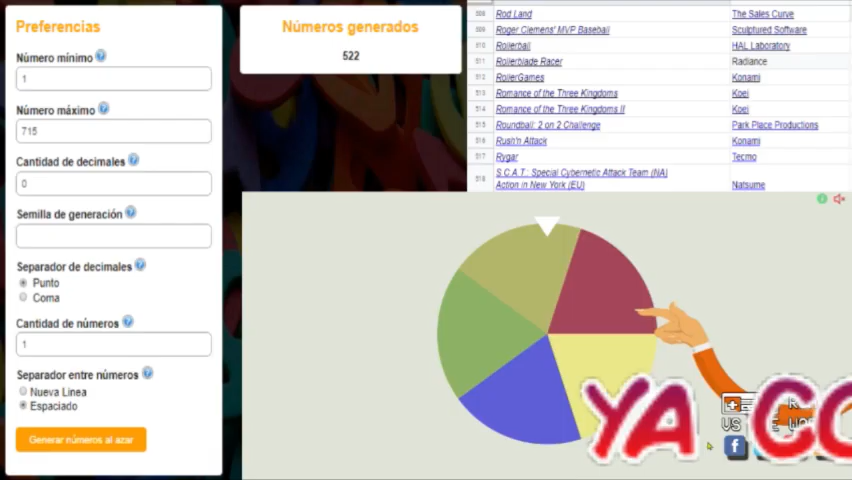 Preferencias
Número mínimo
1
Número máximo
715
Cantidad de decimales
0
Semilla de generación
Separador de decimales
Punto
Coma
Cantidad de números
1
Separador entre números
Nueva Linea
Espaciado
Generar números al azar
Números generados
522
509 Roger Clemens' MVP Baseball Sculptured Software
Rod Land The Sales Curve
510 Rollerball HAL Laboratory
511 Rollerblade Racer Radiance
512 RollerGames Konami
513 Romance of the Three Kingdoms Koei
514 Romance of the Three Kingdoms II Koei
515 Roundball: 2 on 2 Challenge Park Place Productions
516 Rush'n Attack Konami
517 Rygar Tecmo
518 S.C.A.T.: Special Cybernetic Attack Team (NA)
Action in New York (EU) Natsume
YA CO
US